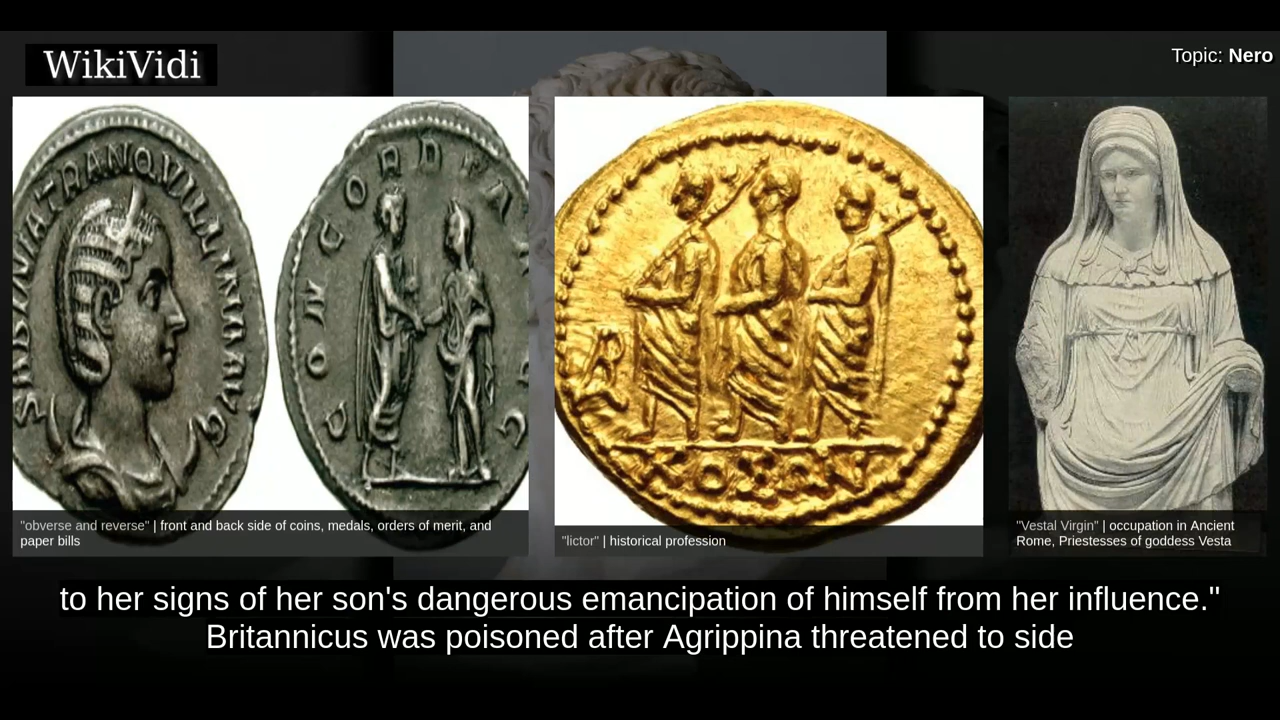 WikiVidi
Topic: Nero
SABINIA TRANQVILLINA AVG
CONCORDIA
KOΣΩN
"obverse and reverse" | front and back side of coins, medals, orders of merit, and
paper bills
"lictor" | historical profession
"Vestal Virgin" | occupation in Ancient
Rome, Priestesses of goddess Vesta
to her signs of her son's dangerous emancipation of himself from her influence."
Britannicus was poisoned after Agrippina threatened to side